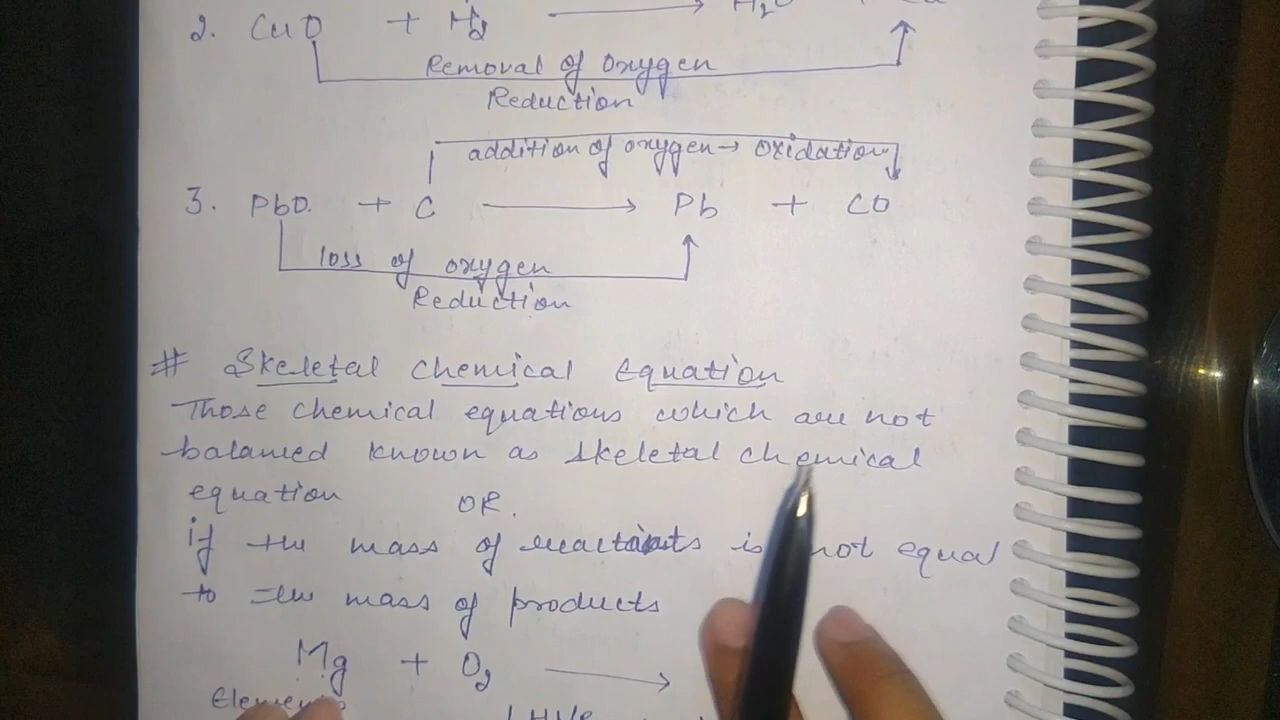 2. CuO + H2 → H2O
Removal of Oxygen
Reduction
addition of oxygen → oxidation
3. PbO. + C → Pb + CO
loss of oxygen
Reduction
# Skeletal chemical Equation
Those chemical equations which are not
balanced known as skeletal chemical
equation OR.
if the mass of reactants is not equal
to the mass of products
Mg + O2 →